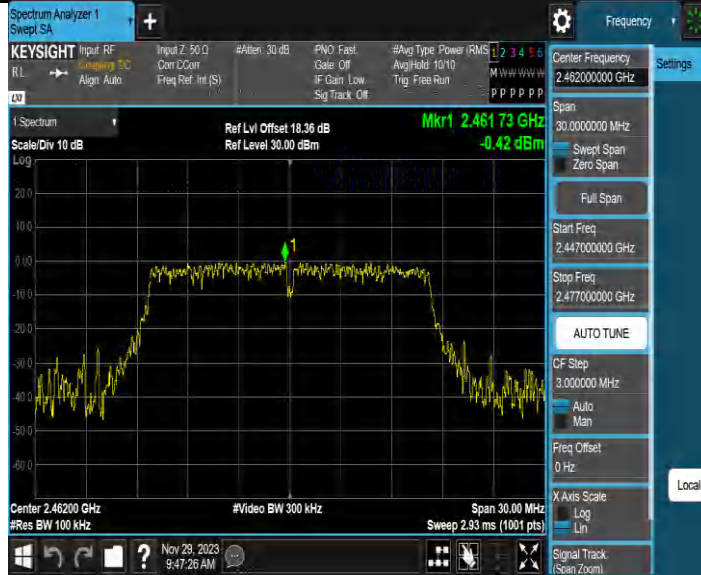 Spectrum Analyzer 1
Swept SA
+
Frequency
KEYSIGHT Input: RF
Coupling: DC
Align: Auto
Input Z: 50 Ω
Corr CCorr
Freq Ref: Int (S)
#Atten: 30 dB
PNO: Fast
Gate: Off
IF Gain: Low
Sig Track: Off
#Avg Type: Power (RMS
Avg|Hold: 10/10
Trig: Free Run
1 2 3 4 5 6
M W W W W W
P P P P P P
RL
LXI
1 Spectrum
Scale/Div 10 dB
Ref Lvl Offset 18.36 dB
Ref Level 30.00 dBm
Mkr1 2.461 73 GHz
-0.42 dBm
Log
20.0
10.0
0.00
-10.0
-20.0
-30.0
-40.0
-50.0
-60.0
1
Center 2.46200 GHz
#Res BW 100 kHz
#Video BW 300 kHz
Span 30.00 MHz
Sweep 2.93 ms (1001 pts)
Center Frequency
2.462000000 GHz
Settings
Span
30.0000000 MHz
Swept Span
Zero Span
Full Span
Start Freq
2.447000000 GHz
Stop Freq
2.477000000 GHz
AUTO TUNE
CF Step
3.000000 MHz
Auto
Man
Freq Offset
0 Hz
X Axis Scale
Log
Lin
Local
Signal Track
(Span Zoom)
?
Nov 29, 2023
9:47:26 AM